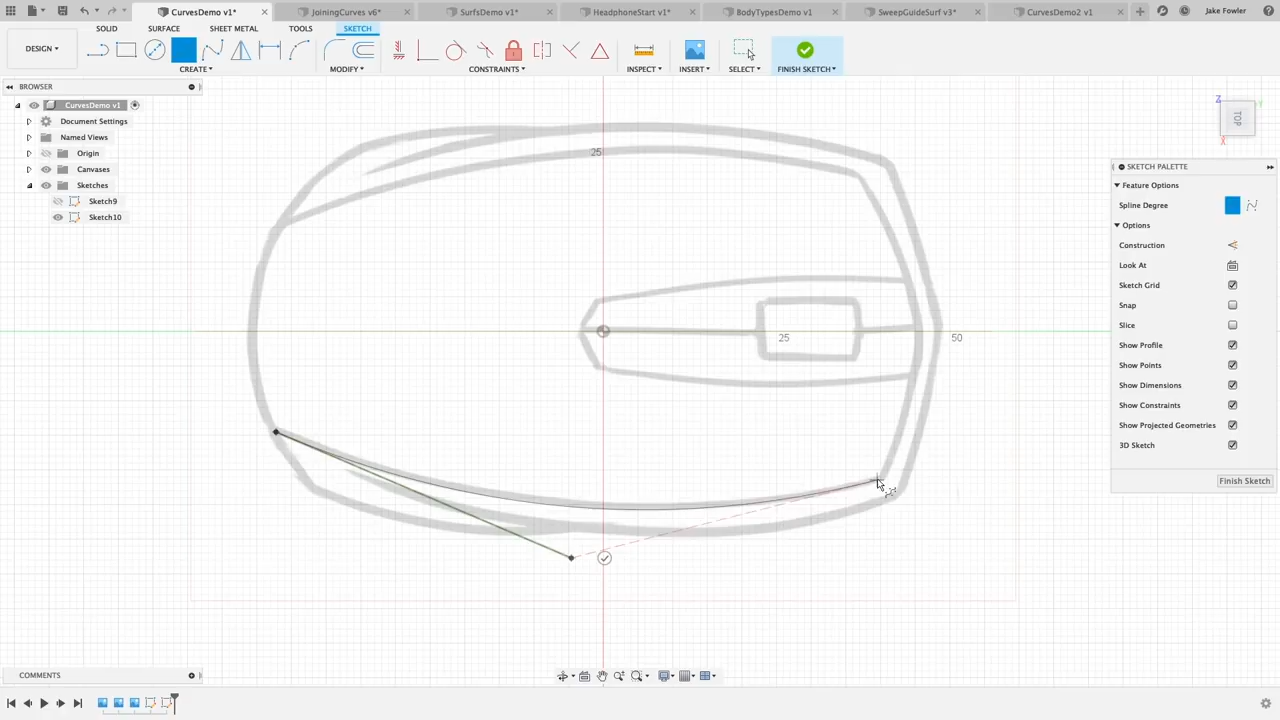 CurvesDemo v1*
JoiningCurves v6*
SurfsDemo v1*
HeadphoneStart v1*
BodyTypesDemo v1
SweepGuideSurf v3*
CurvesDemo2 v1
Jake Fowler
SOLID
SURFACE
SHEET METAL
TOOLS
SKETCH
DESIGN
CREATE
MODIFY
CONSTRAINTS
INSPECT
INSERT
SELECT
FINISH SKETCH
BROWSER
CurvesDemo v1
Document Settings
Named Views
Origin
Canvases
Sketches
Sketch9
Sketch10
25
25
50
Z
Y
TOP
X
SKETCH PALETTE
Feature Options
Spline Degree
Options
Construction
Look At
Sketch Grid
Snap
Slice
Show Profile
Show Points
Show Dimensions
Show Constraints
Show Projected Geometries
3D Sketch
Finish Sketch
COMMENTS